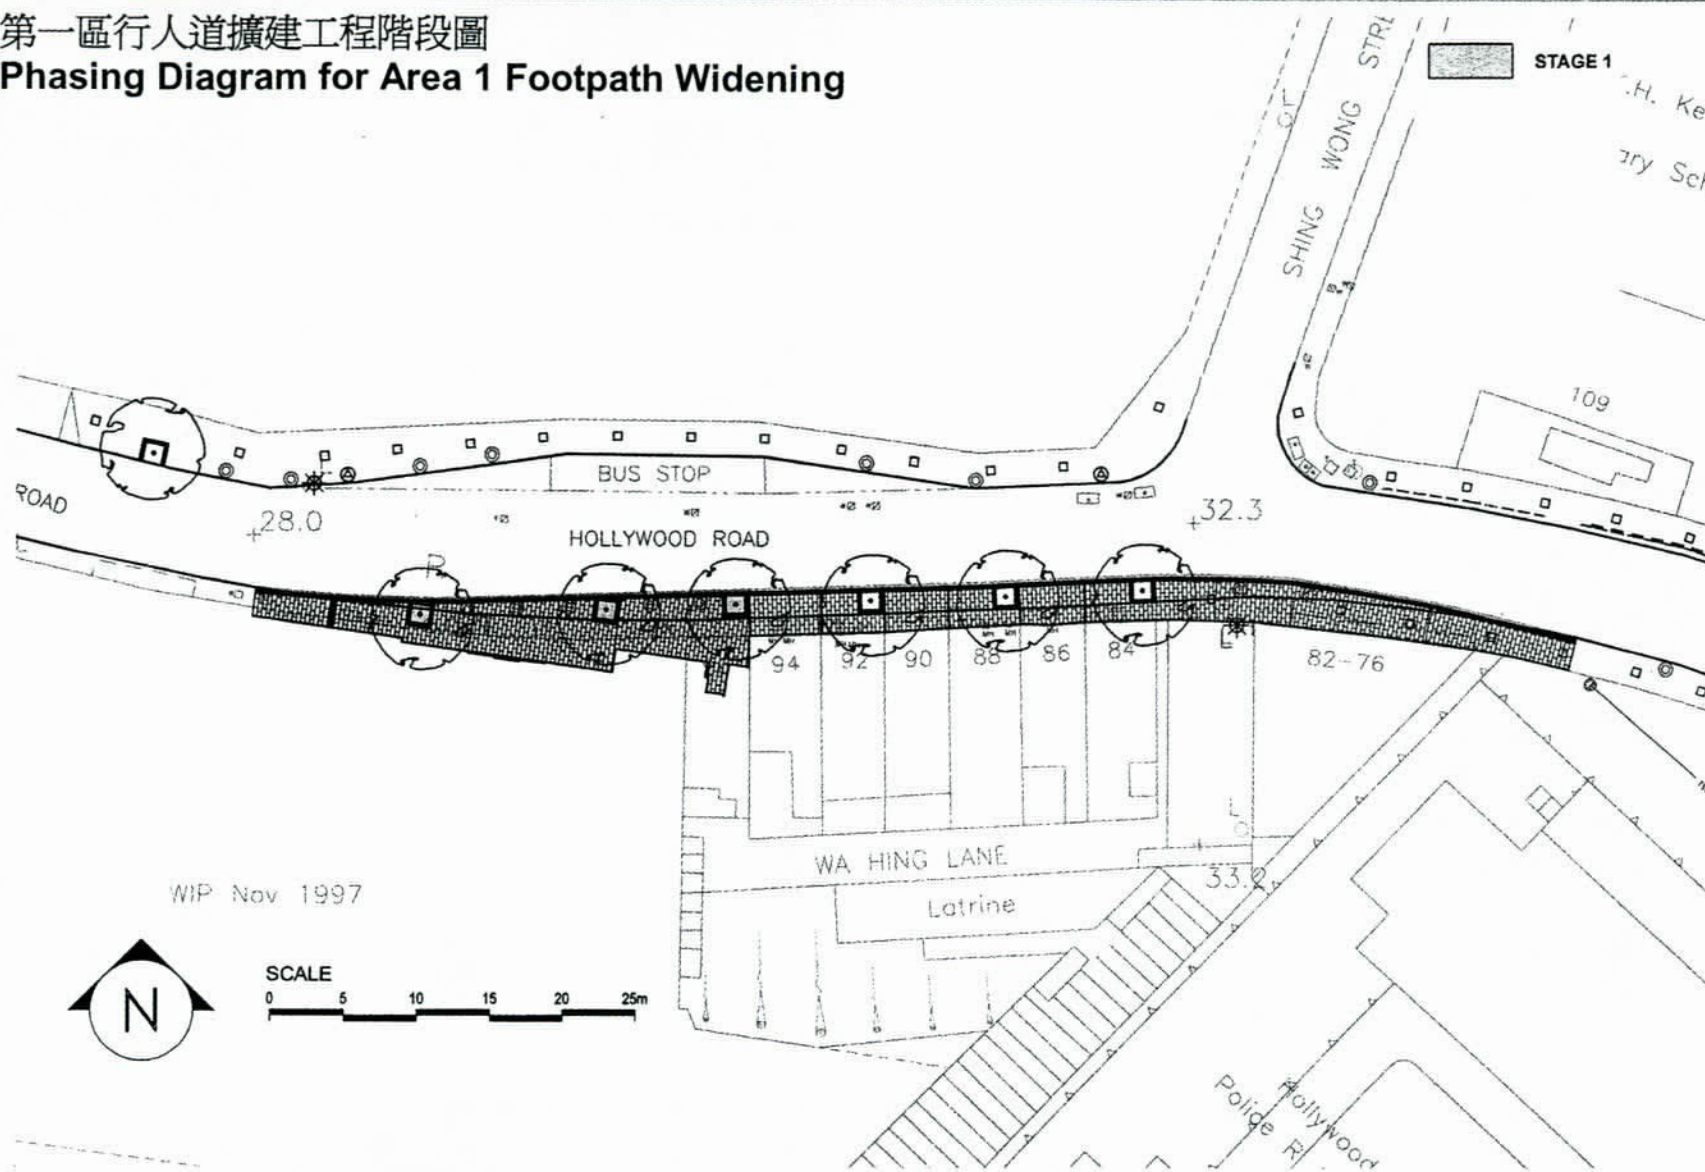 第一區行人道擴建工程階段圖
Phasing Diagram for Area 1 Footpath Widening
STAGE 1
SHING WONG
109
BUS STOP
ROAD
28.0
32.3
HOLLYWOOD ROAD
94
92
90
88
86
84
82-76
WA HING LANE
Latrine
33.2
WIP Nov 1997
N
SCALE
0 5 10 15 20 25m
Hollywood
Police R